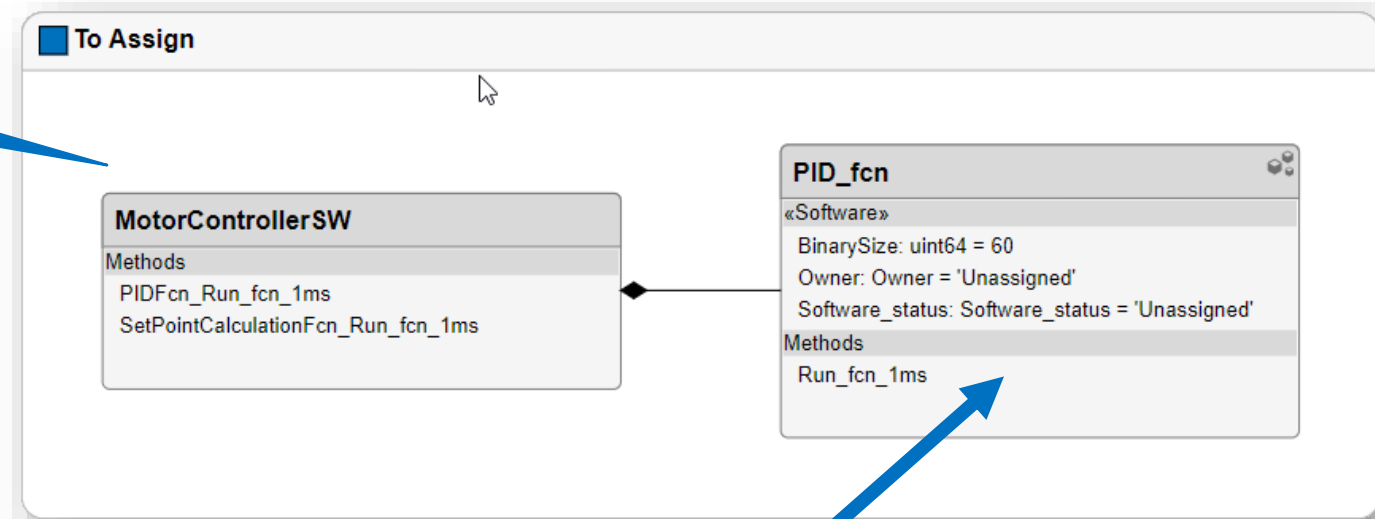 To Assign
MotorControllerSW
Methods
PIDFcn_Run_fcn_1ms
SetPointCalculationFcn_Run_fcn_1ms
PID_fcn
«Software»
BinarySize: uint64 = 60
Owner: Owner = 'Unassigned'
Software_status: Software_status = 'Unassigned'
Methods
Run_fcn_1ms